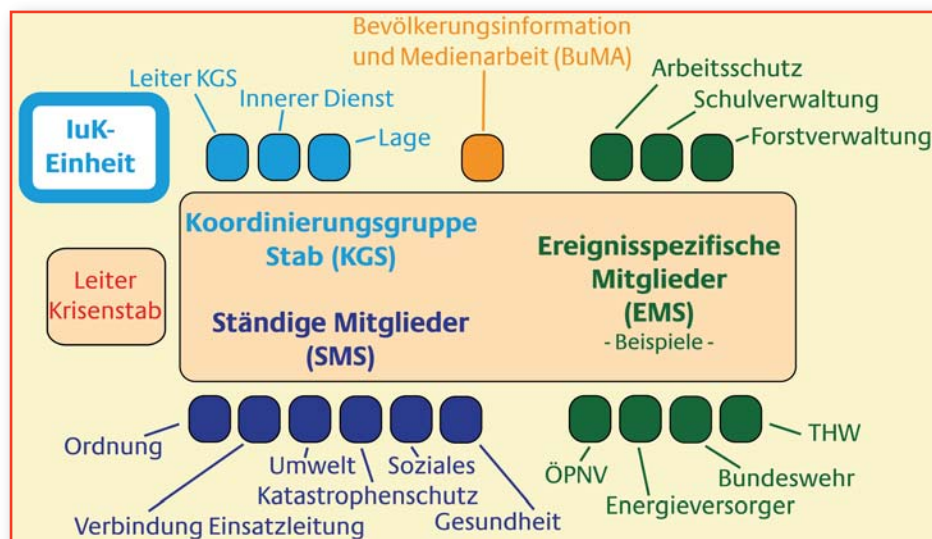 Bevölkerungsinformation
und Medienarbeit (BuMA)
Leiter KGS
Innerer Dienst
Lage
Arbeitsschutz
Schulverwaltung
Forstverwaltung
IuK-
Einheit
Koordinierungsgruppe
Stab (KGS)
Ereignisspezifische
Mitglieder
(EMS)
- Beispiele -
Leiter
Krisenstab
Ständige Mitglieder
(SMS)
Ordnung
Umwelt
Soziales
Katastrophenschutz
Verbindung Einsatzleitung
Gesundheit
THW
ÖPNV
Bundeswehr
Energieversorger